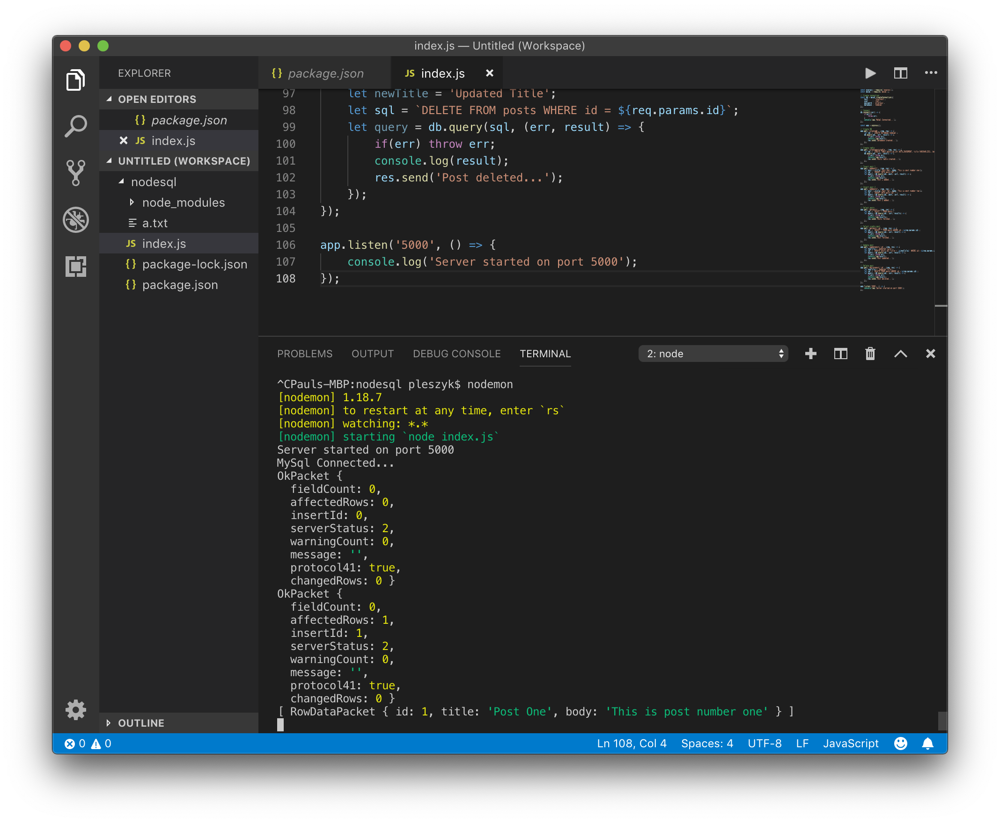 index.js — Untitled (Workspace)
EXPLORER
OPEN EDITORS
{} package.json
JS index.js
UNTITLED (WORKSPACE)
nodesql
node_modules
a.txt
JS index.js
{} package-lock.json
{} package.json
OUTLINE
{} package.json
JS index.js
97 let newTitle = 'Updated Title';
98 let sql = `DELETE FROM posts WHERE id = ${req.params.id}`;
99 let query = db.query(sql, (err, result) => {
100 if(err) throw err;
101 console.log(result);
102 res.send('Post deleted...');
103 });
104 });
105
106 app.listen('5000', () => {
107 console.log('Server started on port 5000');
108 });
PROBLEMS OUTPUT DEBUG CONSOLE TERMINAL 2: node
^CPauls-MBP:nodesql pleszyk$ nodemon
[nodemon] 1.18.7
[nodemon] to restart at any time, enter `rs`
[nodemon] watching: *.*
[nodemon] starting `node index.js`
Server started on port 5000
MySql Connected...
OkPacket {
fieldCount: 0,
affectedRows: 0,
insertId: 0,
serverStatus: 2,
warningCount: 0,
message: '',
protocol41: true,
changedRows: 0 }
OkPacket {
fieldCount: 0,
affectedRows: 1,
insertId: 1,
serverStatus: 2,
warningCount: 0,
message: '',
protocol41: true,
changedRows: 0 }
[ RowDataPacket { id: 1, title: 'Post One', body: 'This is post number one' } ]
0 0 Ln 108, Col 4 Spaces: 4 UTF-8 LF JavaScript